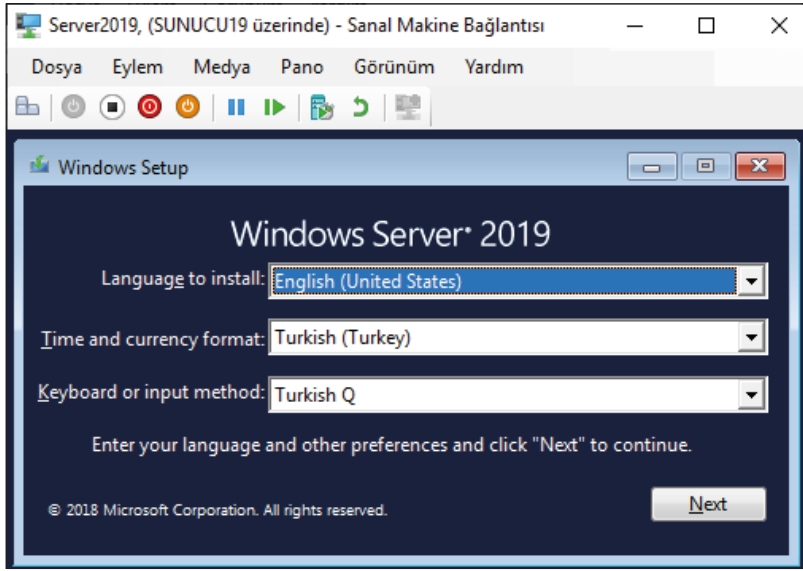 Server2019, (SUNUCU19 üzerinde) - Sanal Makine Bağlantısı
Dosya Eylem Medya Pano Görünüm Yardım
Windows Setup
Windows Server® 2019
Language to install: English (United States)
Time and currency format: Turkish (Turkey)
Keyboard or input method: Turkish Q
Enter your language and other preferences and click "Next" to continue.
© 2018 Microsoft Corporation. All rights reserved.
Next